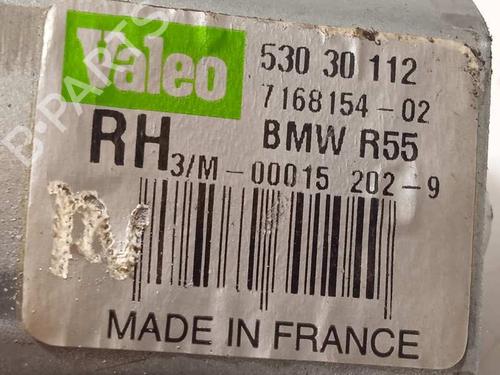 Valeo
530 30 112
7168154-02
RH
BMW R55
3/M-00015 202-9
MADE IN FRANCE
B-PARTS